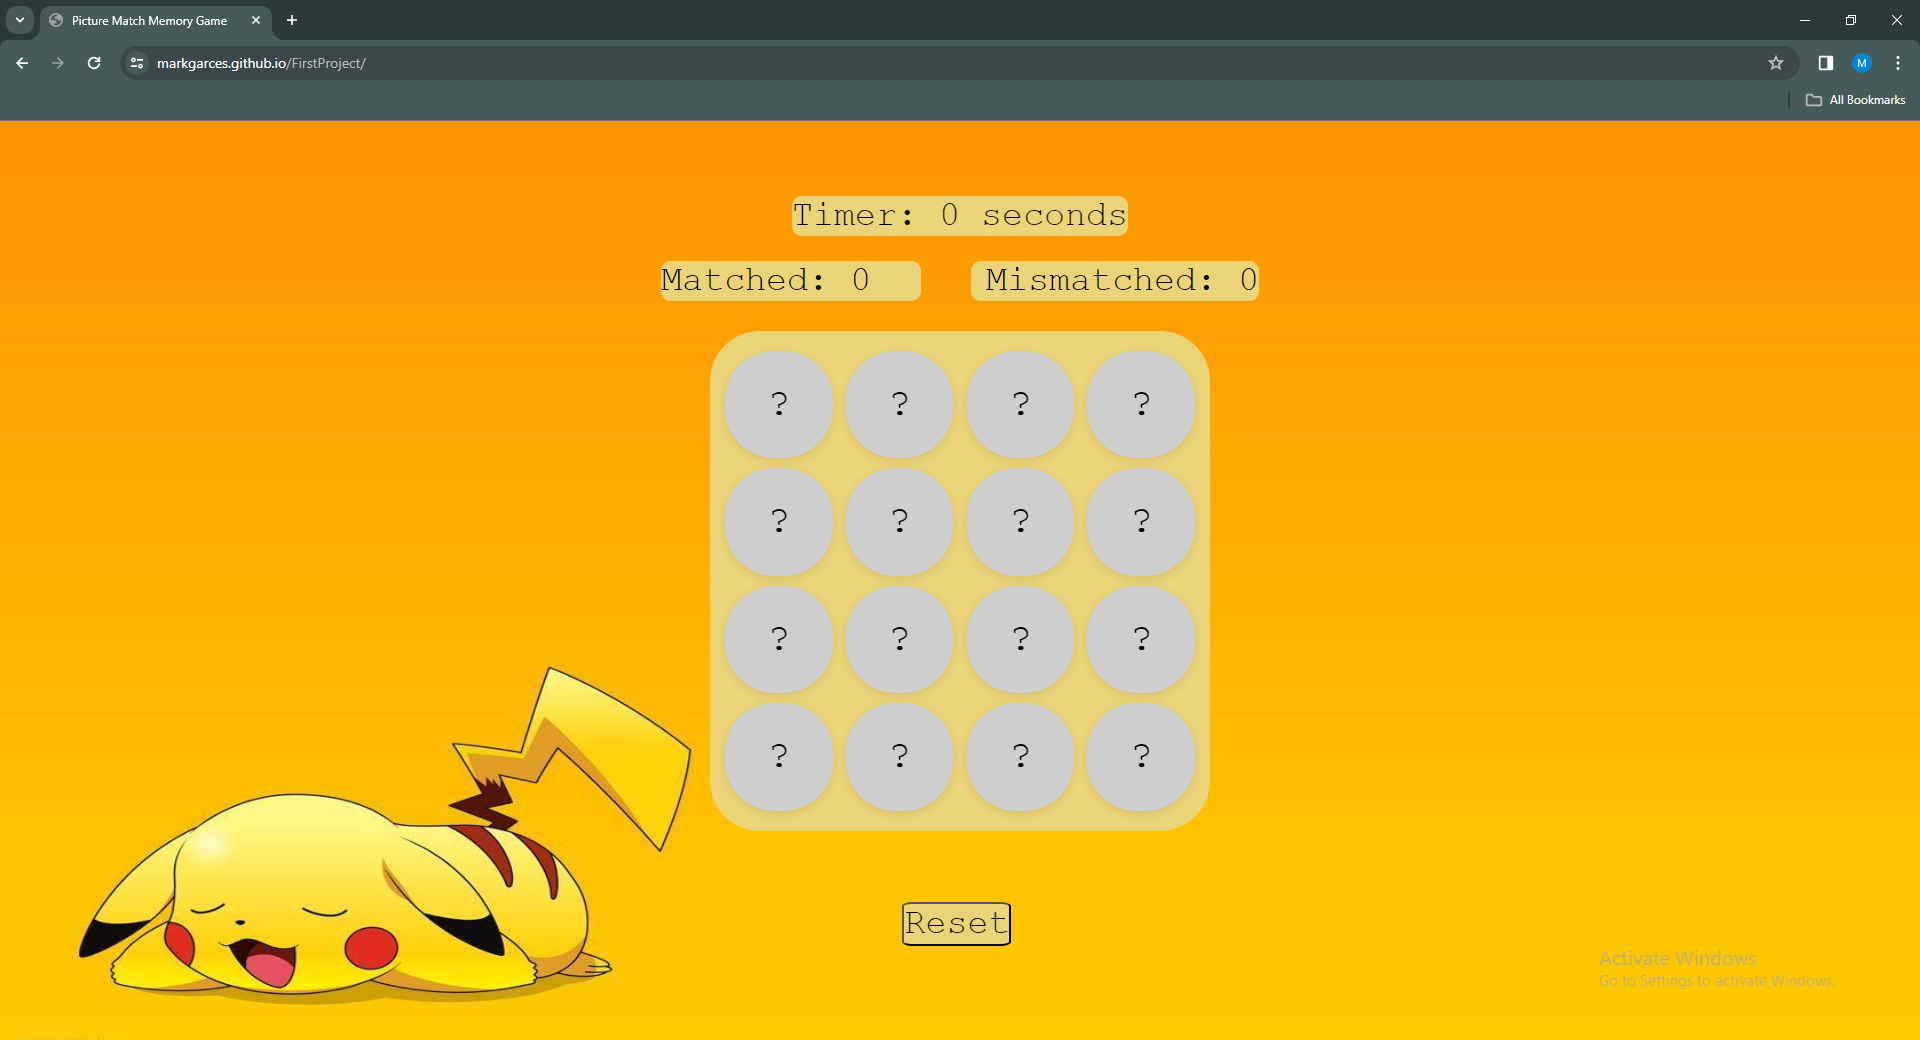 Picture Match Memory Game
markgarces.github.io/FirstProject/
M
All Bookmarks
Timer: 0 seconds
Matched: 0 Mismatched: 0
? ? ? ?
? ? ? ?
? ? ? ?
? ? ? ?
Reset
Activate Windows
Go to Settings to activate Windows.